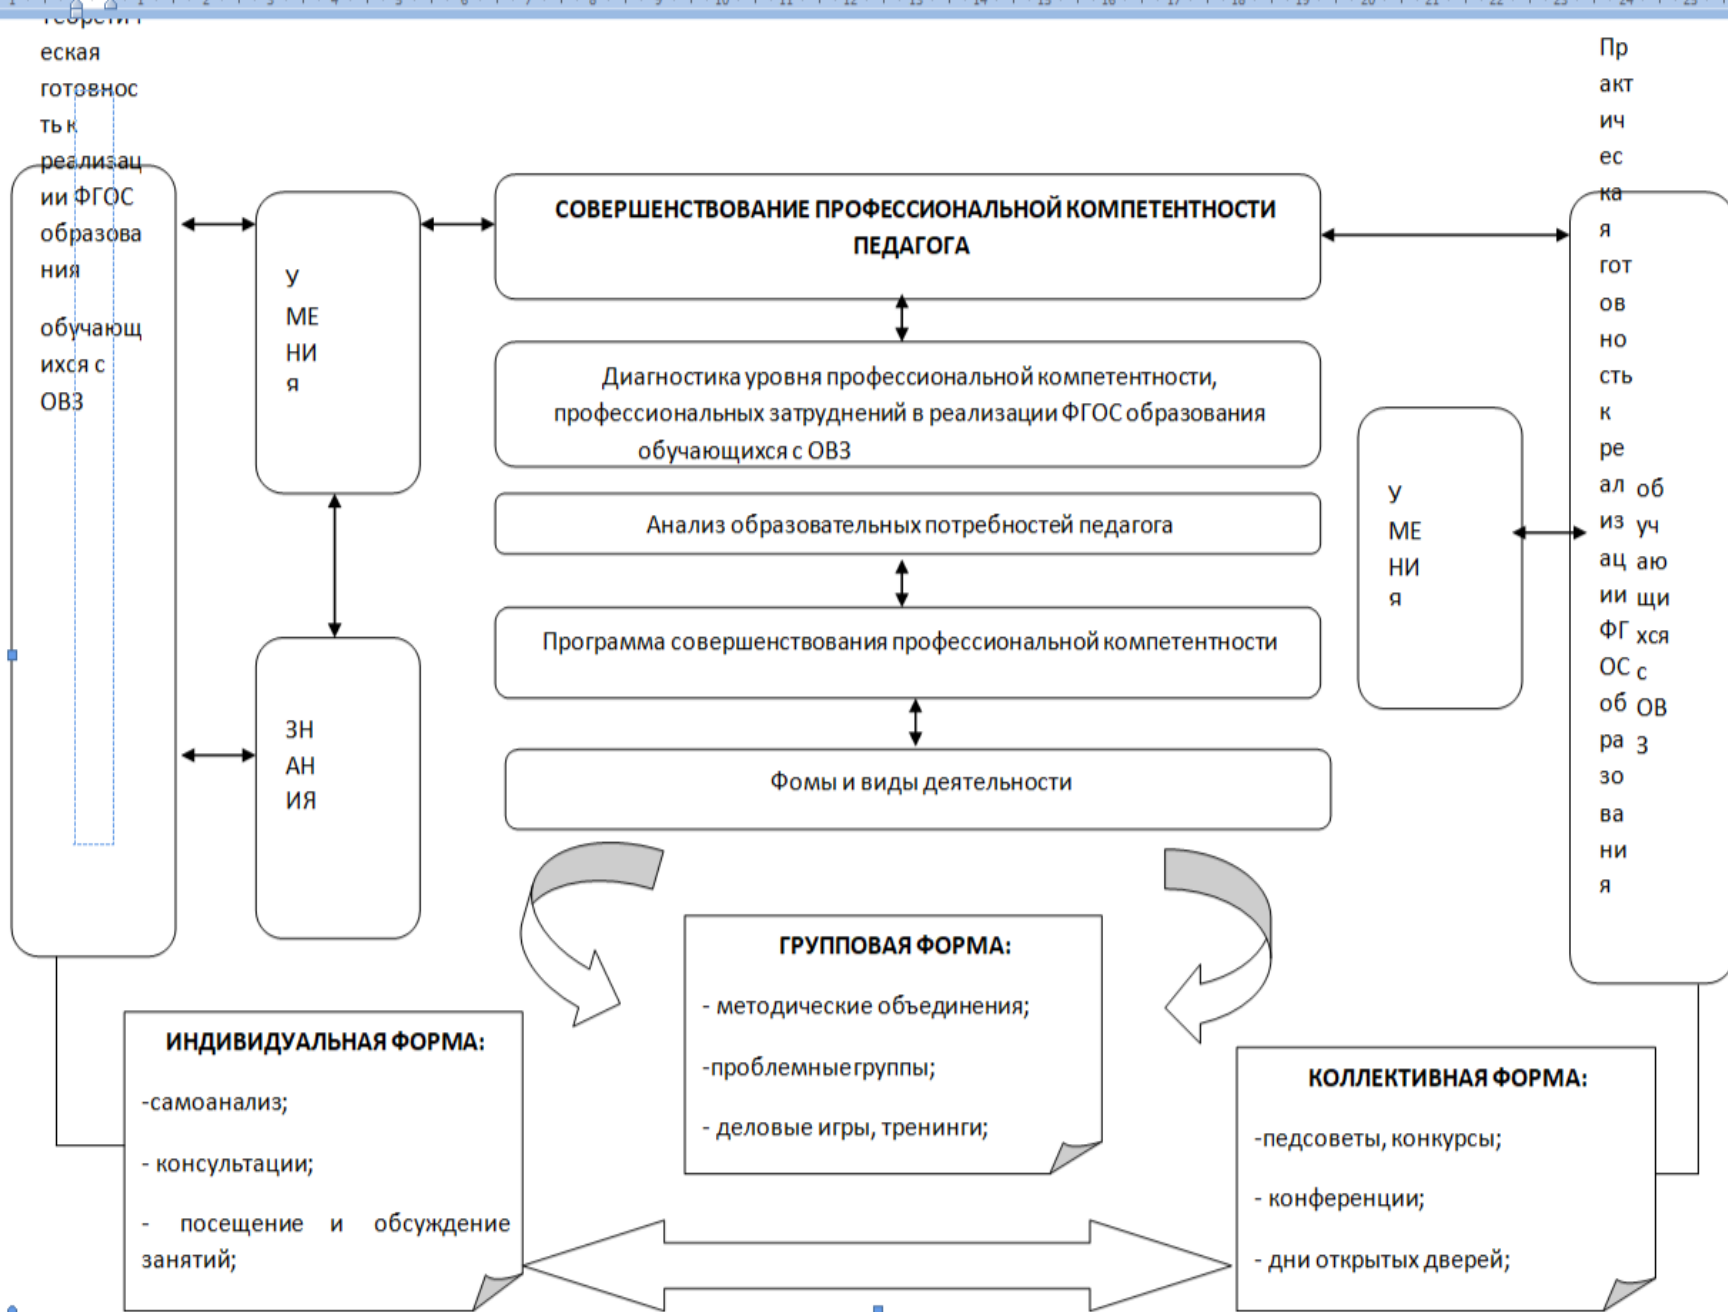 еская
готовнос
ть к
реализац
ии ФГОС
образова
ния
обучающ
ихся с
ОВЗ
У
МЕ
НИ
я
ЗН
АН
ИЯ
СОВЕРШЕНСТВОВАНИЕ ПРОФЕССИОНАЛЬНОЙ КОМПЕТЕНТНОСТИ
ПЕДАГОГА
Диагностика уровня профессиональной компетентности,
профессиональных затруднений в реализации ФГОС образования
обучающихся с ОВЗ
Анализ образовательных потребностей педагога
Программа совершенствования профессиональной компетентности
Фомы и виды деятельности
У
МЕ
НИ
я
Пр
акт
ич
ес
ка
я
гот
ов
но
сть
к
ре
ал
из
ац
ии
ФГ
ОС
об
ра
зо
ва
ни
я
об
уч
аю
щи
хся
с
ОВ
З
ГРУППОВАЯ ФОРМА:
- методические объединения;
-проблемные группы;
- деловые игры, тренинги;
ИНДИВИДУАЛЬНАЯ ФОРМА:
-самоанализ;
- консультации;
- посещение и обсуждение
занятий;
КОЛЛЕКТИВНАЯ ФОРМА:
-педсоветы, конкурсы;
- конференции;
- дни открытых дверей;